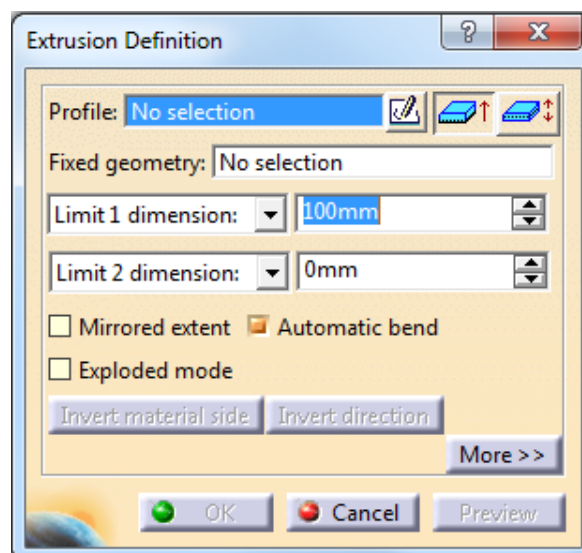 Extrusion Definition
?
X
Profile: No selection
Fixed geometry: No selection
Limit 1 dimension: 100mm
Limit 2 dimension: 0mm
Mirrored extent Automatic bend
Exploded mode
Invert material side Invert direction
More >>
OK Cancel Preview